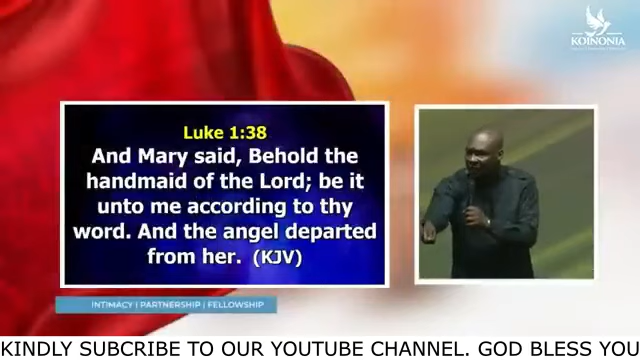 KOINONIA
Luke 1:38
And Mary said, Behold the
handmaid of the Lord; be it
unto me according to thy
word. And the angel departed
from her. (KJV)
INTIMACY | PARTNERSHIP | FELLOWSHIP
KINDLY SUBCRIBE TO OUR YOUTUBE CHANNEL. GOD BLESS YOU